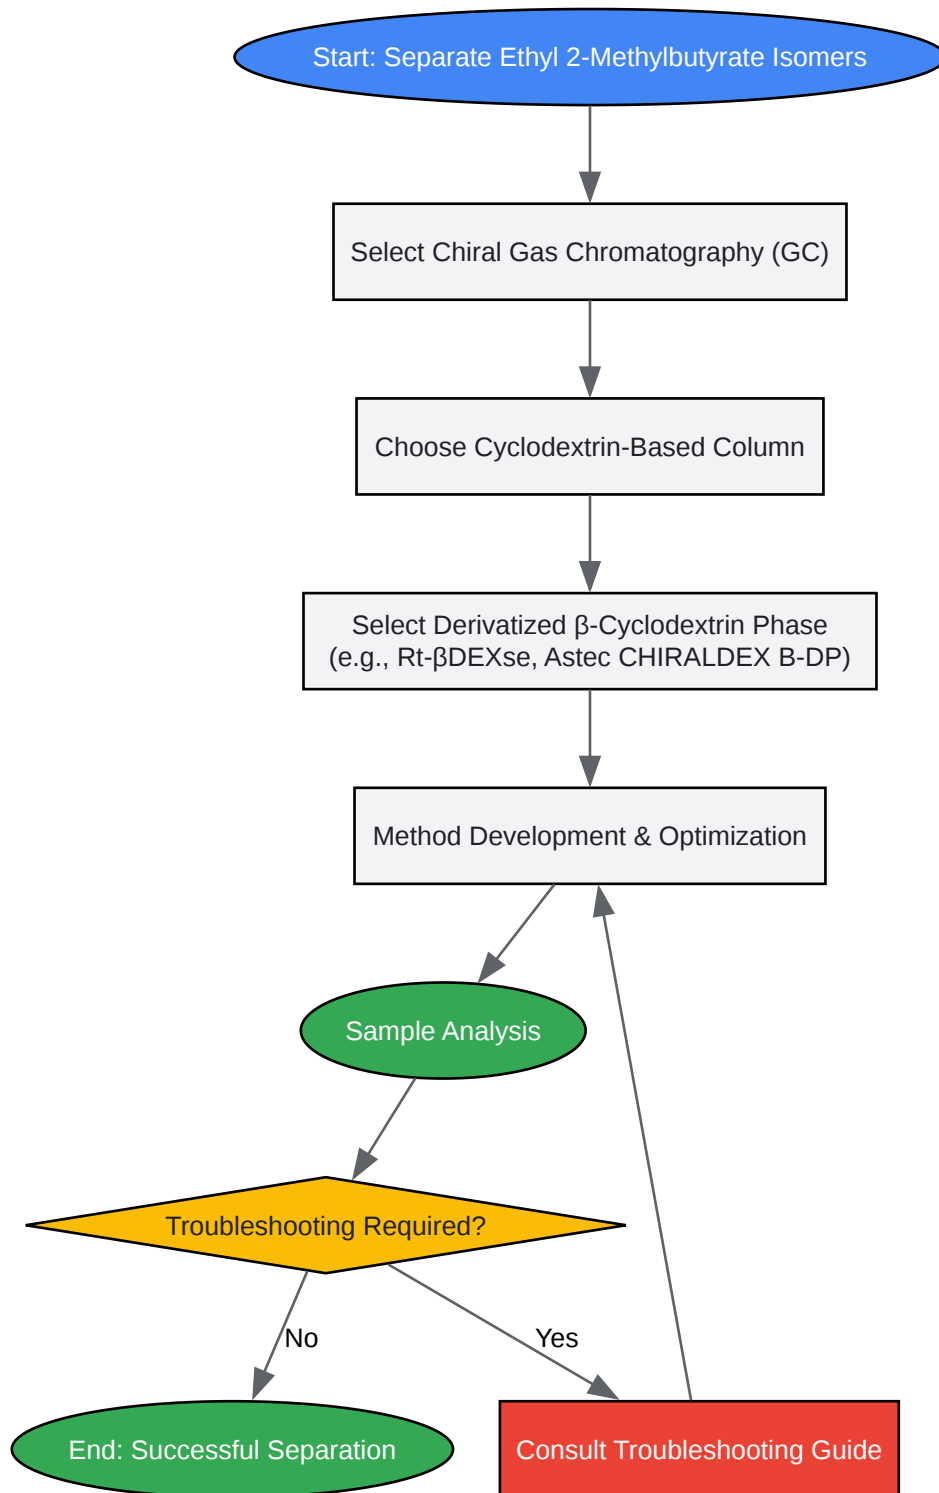 Start: Separate Ethyl 2-Methylbutyrate Isomers
Select Chiral Gas Chromatography (GC)
Choose Cyclodextrin-Based Column
Select Derivatized β-Cyclodextrin Phase
(e.g., Rt-βDEXse, Astec CHIRALDEX B-DP)
Method Development & Optimization
Sample Analysis
Troubleshooting Required?
No
Yes
End: Successful Separation
Consult Troubleshooting Guide